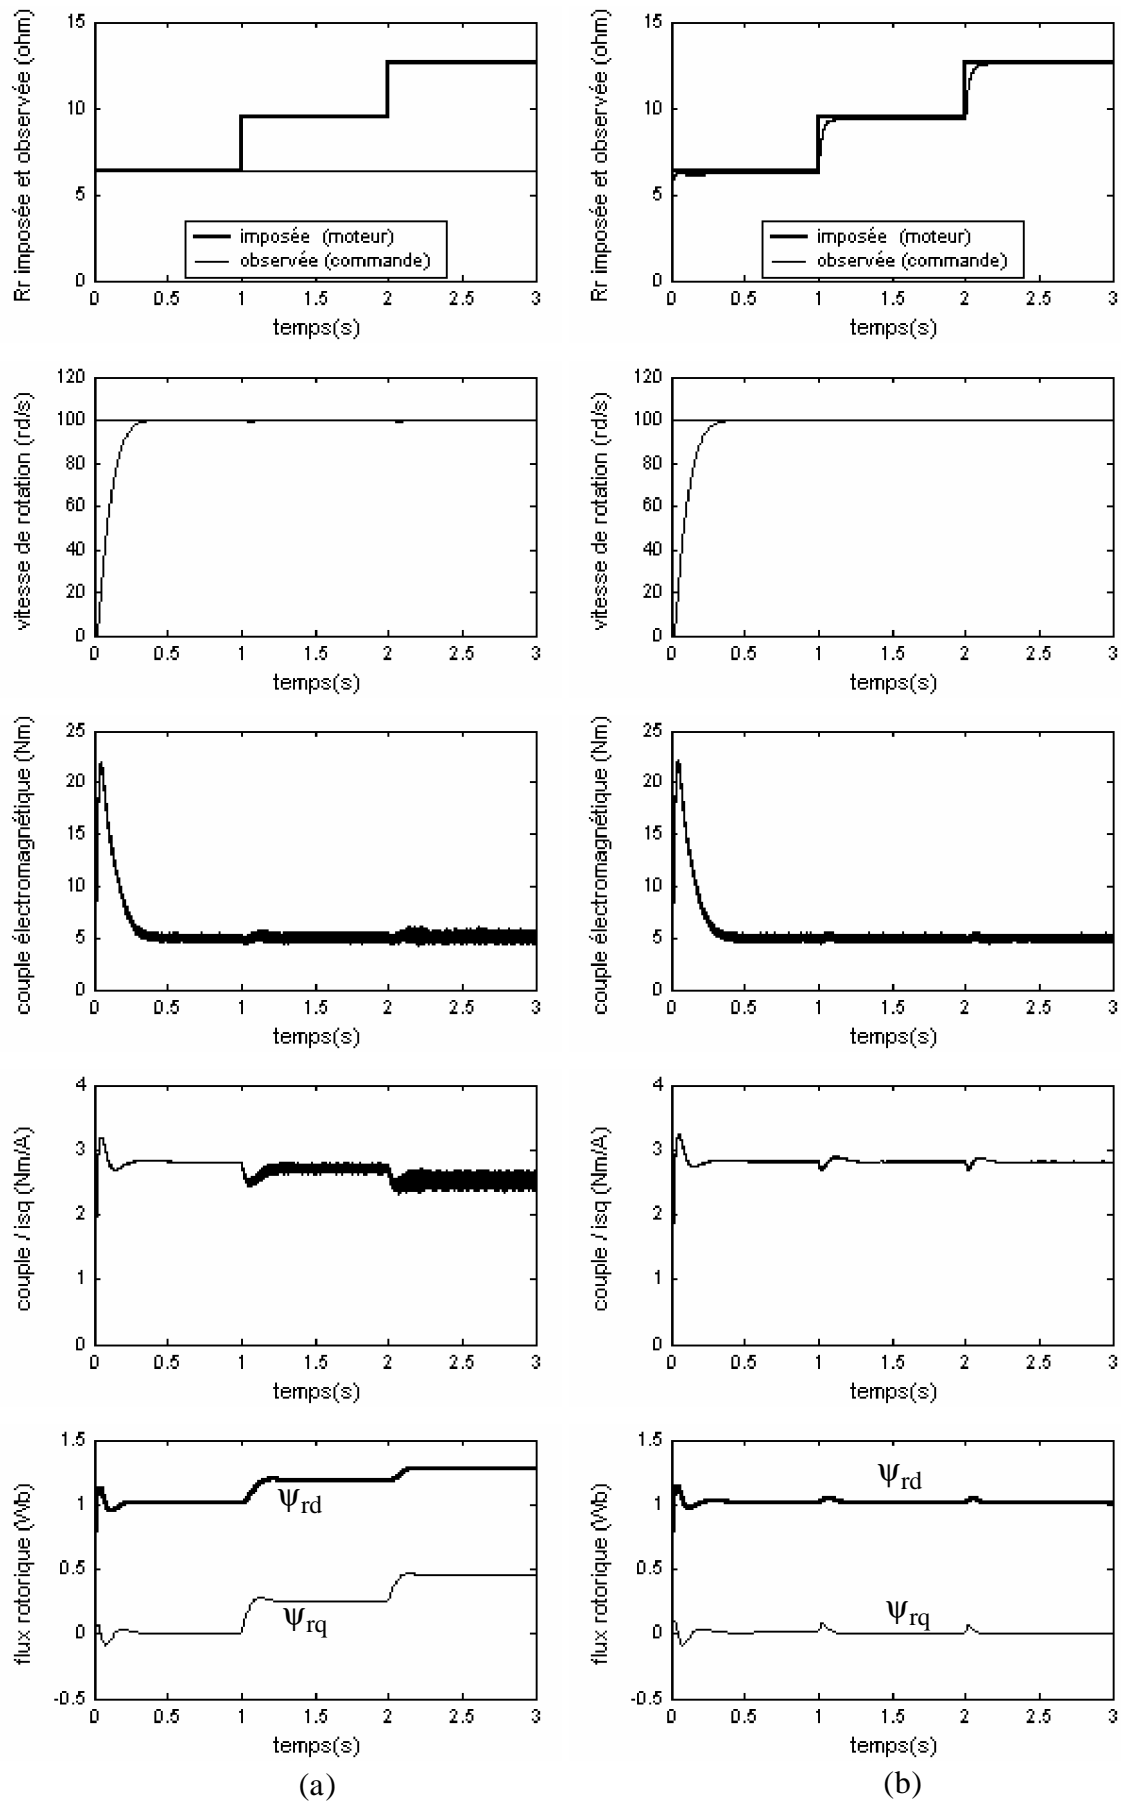 Rr imposée et observée (ohm)
15
10
5
0
imposée (moteur)
observée (commande)
0 0.5 1 1.5 2 2.5 3
temps(s)
Rr imposée et observée (ohm)
15
10
5
0
imposée (moteur)
observée (commande)
0 0.5 1 1.5 2 2.5 3
temps(s)
vitesse de rotation (rd/s)
120
100
80
60
40
20
0
0 0.5 1 1.5 2 2.5 3
temps(s)
vitesse de rotation (rd/s)
120
100
80
60
40
20
0
0 0.5 1 1.5 2 2.5 3
temps(s)
couple électromagnétique (Nm)
25
20
15
10
5
0
0 0.5 1 1.5 2 2.5 3
temps(s)
couple électromagnétique (Nm)
25
20
15
10
5
0
0 0.5 1 1.5 2 2.5 3
temps(s)
couple / isq (Nm/A)
4
3
2
1
0
0 0.5 1 1.5 2 2.5 3
temps(s)
couple / isq (Nm/A)
4
3
2
1
0
0 0.5 1 1.5 2 2.5 3
temps(s)
flux rotorique (Wb)
1.5
1
0.5
0
-0.5
ψrd
ψrq
0 0.5 1 1.5 2 2.5 3
temps(s)
(a)
flux rotorique (Wb)
1.5
1
0.5
0
-0.5
ψrd
ψrq
0 0.5 1 1.5 2 2.5 3
temps(s)
(b)